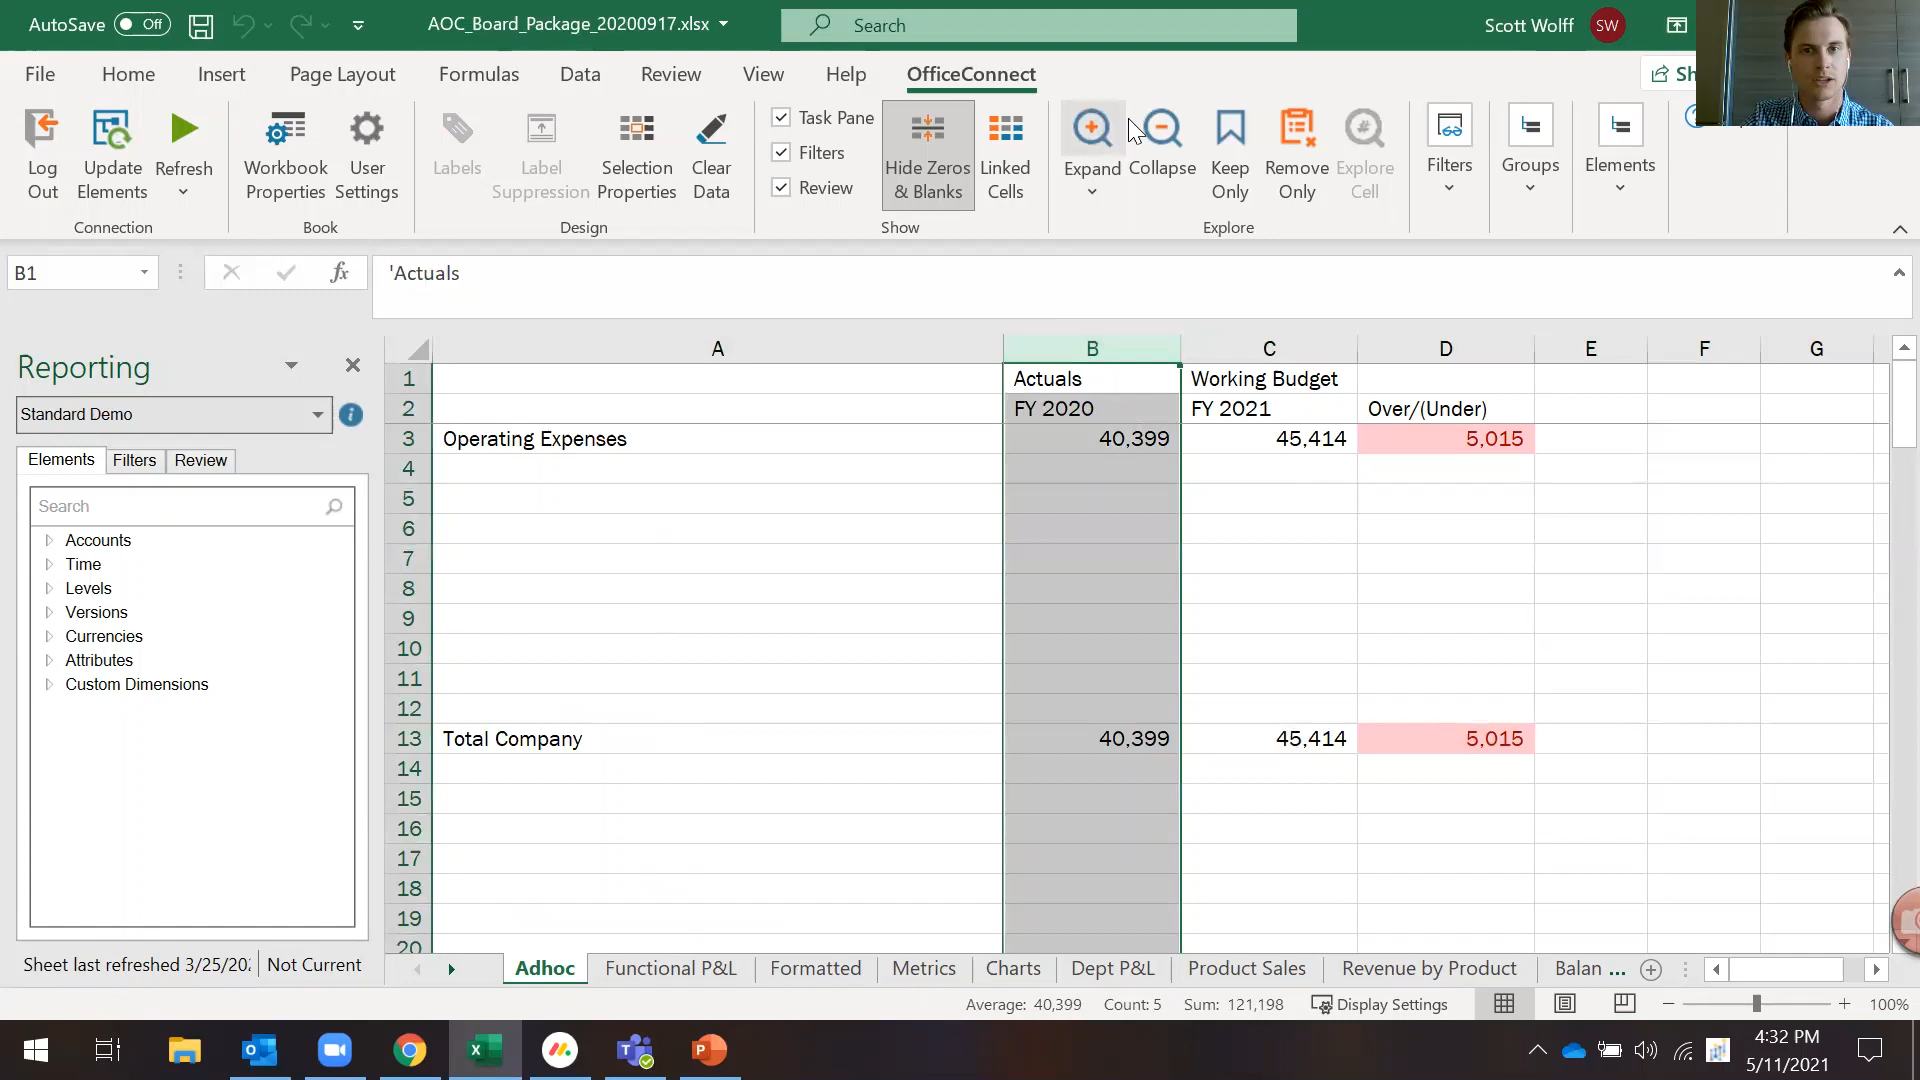 AutoSave Off AOC_Board_Package_20200917.xlsx Search Scott Wolff SW
File Home Insert Page Layout Formulas Data Review View Help OfficeConnect
Log Out
Update Elements
Refresh
Connection
Workbook Properties
User Settings
Book
Labels
Label Suppression
Selection Properties
Clear Data
Design
Task Pane
Filters
Review
Hide Zeros & Blanks
Linked Cells
Show
Expand
Collapse
Keep Only
Remove Only
Explore Cell
Explore
Filters
Groups
Elements
B1 fx 'Actuals
Reporting
Standard Demo
Elements Filters Review
Search
Accounts
Time
Levels
Versions
Currencies
Attributes
Custom Dimensions
Sheet last refreshed 3/25/20 Not Current
A B C D E F G
1 Actuals Working Budget
2 FY 2020 FY 2021 Over/(Under)
3 Operating Expenses 40,399 45,414 5,015
4
5
6
7
8
9
10
11
12
13 Total Company 40,399 45,414 5,015
14
15
16
17
18
19
20
Adhoc Functional P&L Formatted Metrics Charts Dept P&L Product Sales Revenue by Product Balan ...
Average: 40,399 Count: 5 Sum: 121,198 Display Settings 100%
4:32 PM
5/11/2021